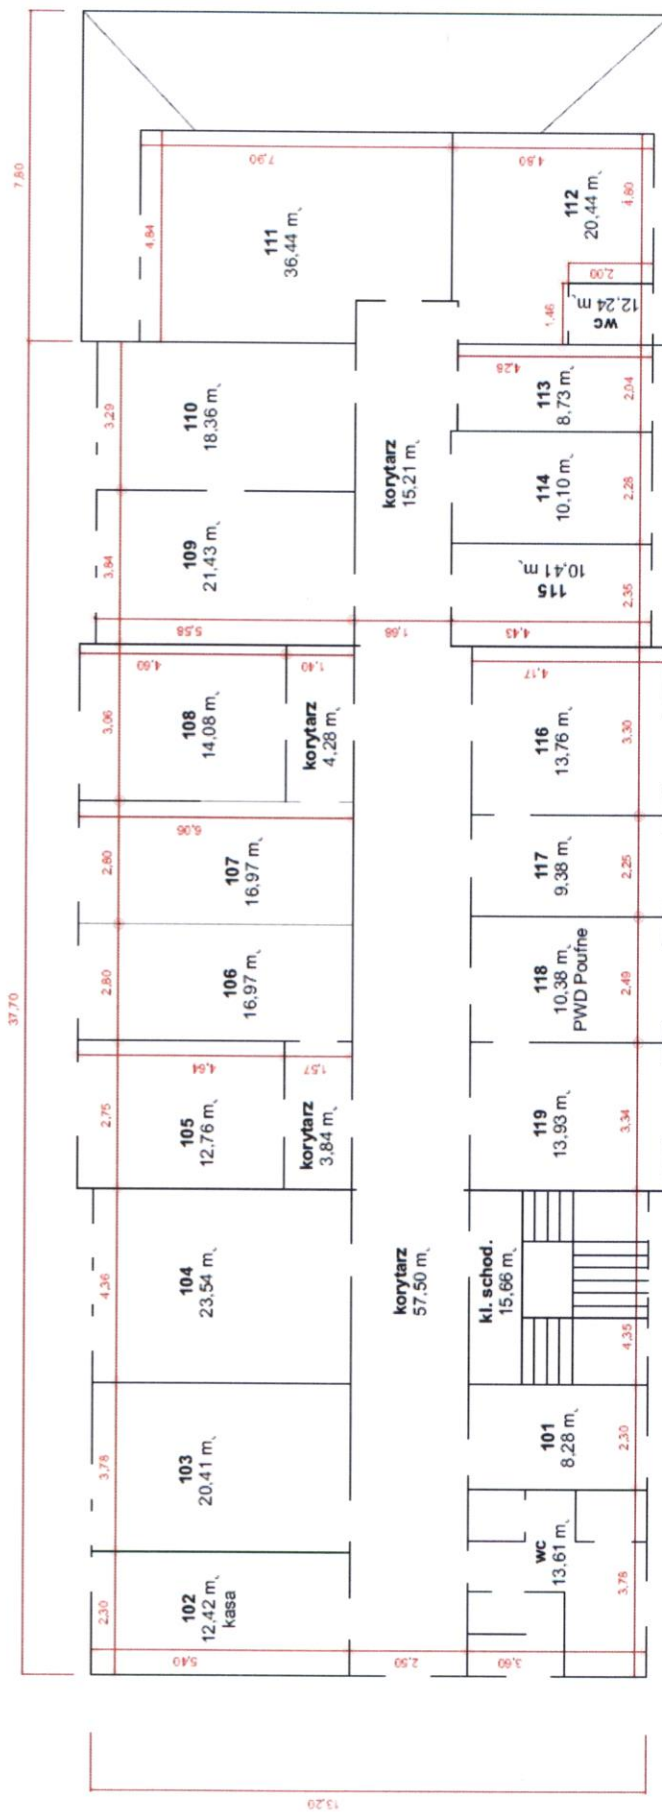 37,70
7,80
13,20
2,30
3,78
4,36
2,75
2,80
2,80
3,06
3,84
3,29
4,84
102
12,42 m,
kasa
103
20,41 m,
104
23,54 m,
105
12,76 m,
106
16,97 m,
107
16,97 m,
108
14,08 m,
109
21,43 m,
110
18,36 m,
111
36,44 m,
5,40
4,64
1,57
6,06
4,60
1,40
5,58
7,90
korytarz
3,84 m,
korytarz
4,28 m,
korytarz
57,50 m,
korytarz
15,21 m,
2,50
1,68
3,60
4,43
4,17
4,28
4,80
1,46
2,00
wc
13,61 m,
101
8,28 m,
kl. schod.
15,66 m,
119
13,93 m,
118
10,38 m,
PWD Poufne
117
9,38 m,
116
13,76 m,
115
10,41 m,
114
10,10 m,
113
8,73 m,
wc
12,24 m,
112
20,44 m,
3,78
2,30
4,35
3,34
2,49
2,25
3,30
2,35
2,28
2,04
4,80